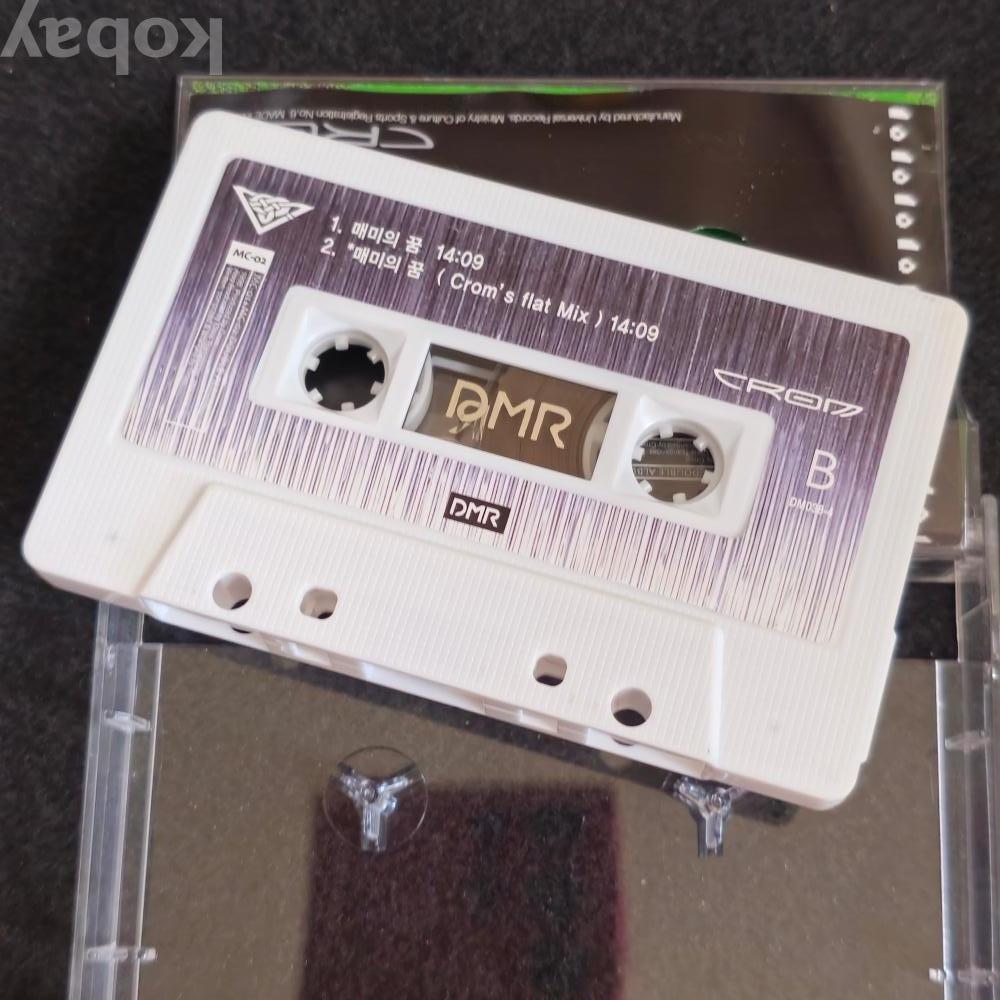 kobay
Manufactured by Universal Records, Ministry of Culture & Sports Registration No.6. MADE
1. 매미의 꿈 14:09
2. *매미의 꿈 ( Crom's flat Mix ) 14:09
MC-02
CROM
DMR
B
DMR